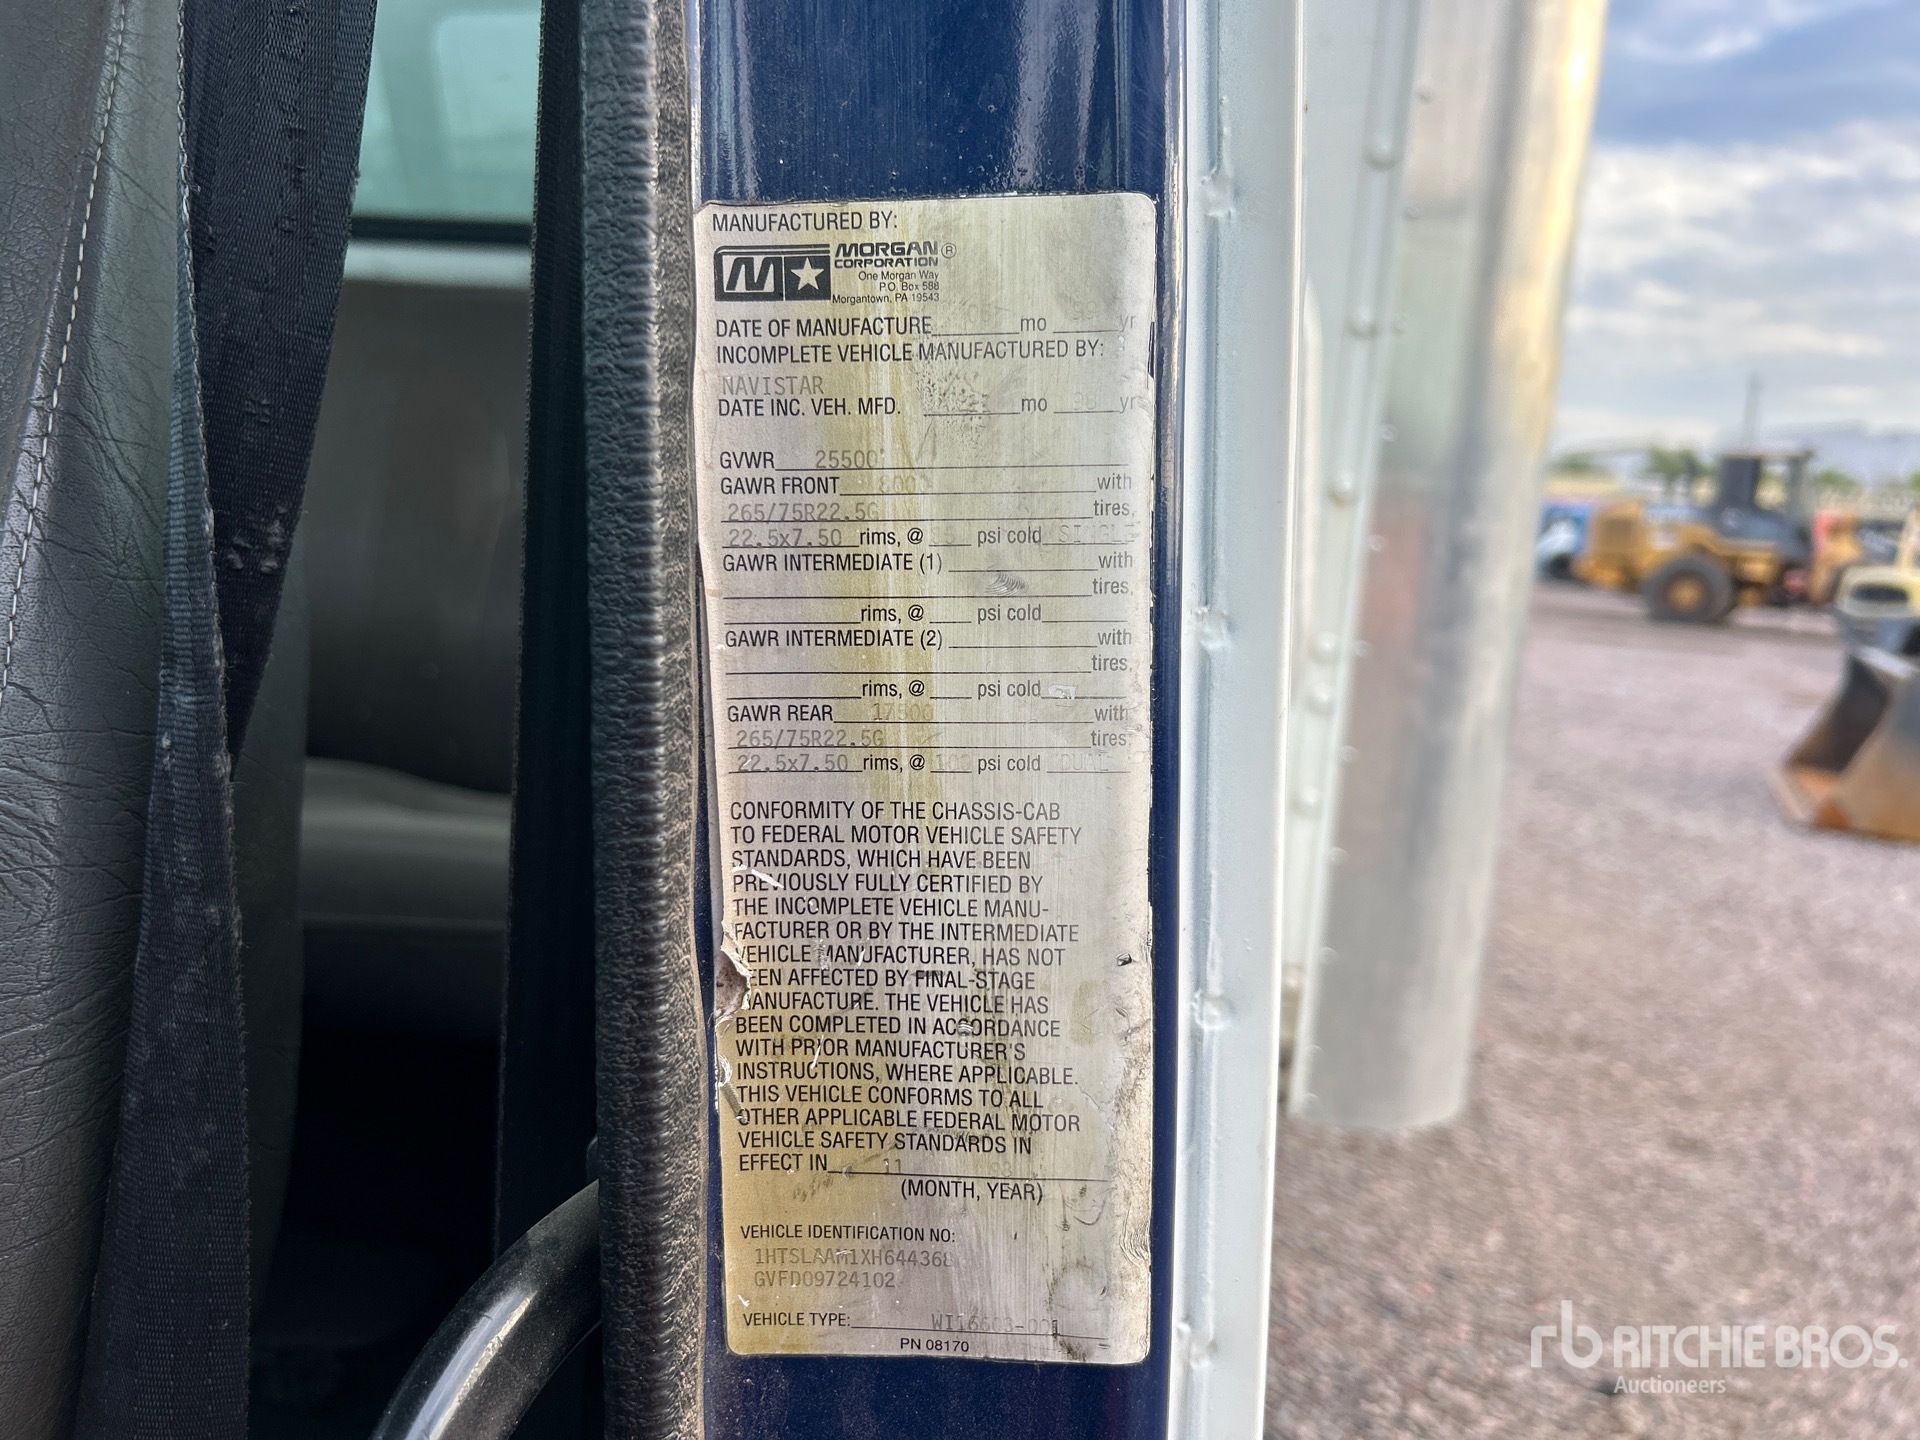 MANUFACTURED BY:
MORGAN ®
CORPORATION
One Morgan Way
P.O. Box 588
Morgantown, PA 19543
DATE OF MANUFACTURE mo yr
INCOMPLETE VEHICLE MANUFACTURED BY:
NAVISTAR
DATE INC. VEH. MFD. mo 98 yr
GVWR 25500
GAWR FRONT 8000 with
265/75R22.5G tires,
22.5x7.50 rims, @ psi cold SINGLE
GAWR INTERMEDIATE (1) with
tires,
rims, @ psi cold
GAWR INTERMEDIATE (2) with
tires,
rims, @ psi cold
GAWR REAR 17500 with
265/75R22.5G tires,
22.5x7.50 rims, @ psi cold DUAL
CONFORMITY OF THE CHASSIS-CAB
TO FEDERAL MOTOR VEHICLE SAFETY
STANDARDS, WHICH HAVE BEEN
PREVIOUSLY FULLY CERTIFIED BY
THE INCOMPLETE VEHICLE MANU-
FACTURER OR BY THE INTERMEDIATE
VEHICLE MANUFACTURER, HAS NOT
BEEN AFFECTED BY FINAL-STAGE
MANUFACTURE. THE VEHICLE HAS
BEEN COMPLETED IN ACCORDANCE
WITH PRIOR MANUFACTURER'S
INSTRUCTIONS, WHERE APPLICABLE.
THIS VEHICLE CONFORMS TO ALL
OTHER APPLICABLE FEDERAL MOTOR
VEHICLE SAFETY STANDARDS IN
EFFECT IN 11
(MONTH, YEAR)
VEHICLE IDENTIFICATION NO:
1HTSLAAM1XH644368
GVFD09724102
VEHICLE TYPE: WI16603-001
PN 08170
rb RITCHIE BROS.
Auctioneers